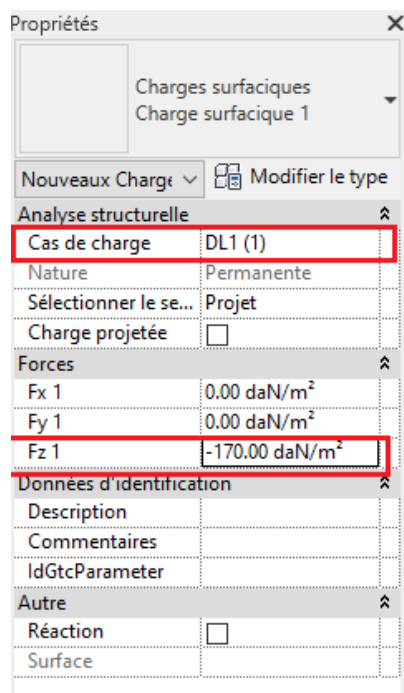 Propriétés
Charges surfaciques
Charge surfacique 1
Nouveaux Charge
Modifier le type
Analyse structurelle
Cas de charge DL1 (1)
Nature Permanente
Sélectionner le se... Projet
Charge projetée
Forces
Fx 1 0.00 daN/m²
Fy 1 0.00 daN/m²
Fz 1 -170.00 daN/m²
Données d'identification
Description
Commentaires
IdGtcParameter
Autre
Réaction
Surface